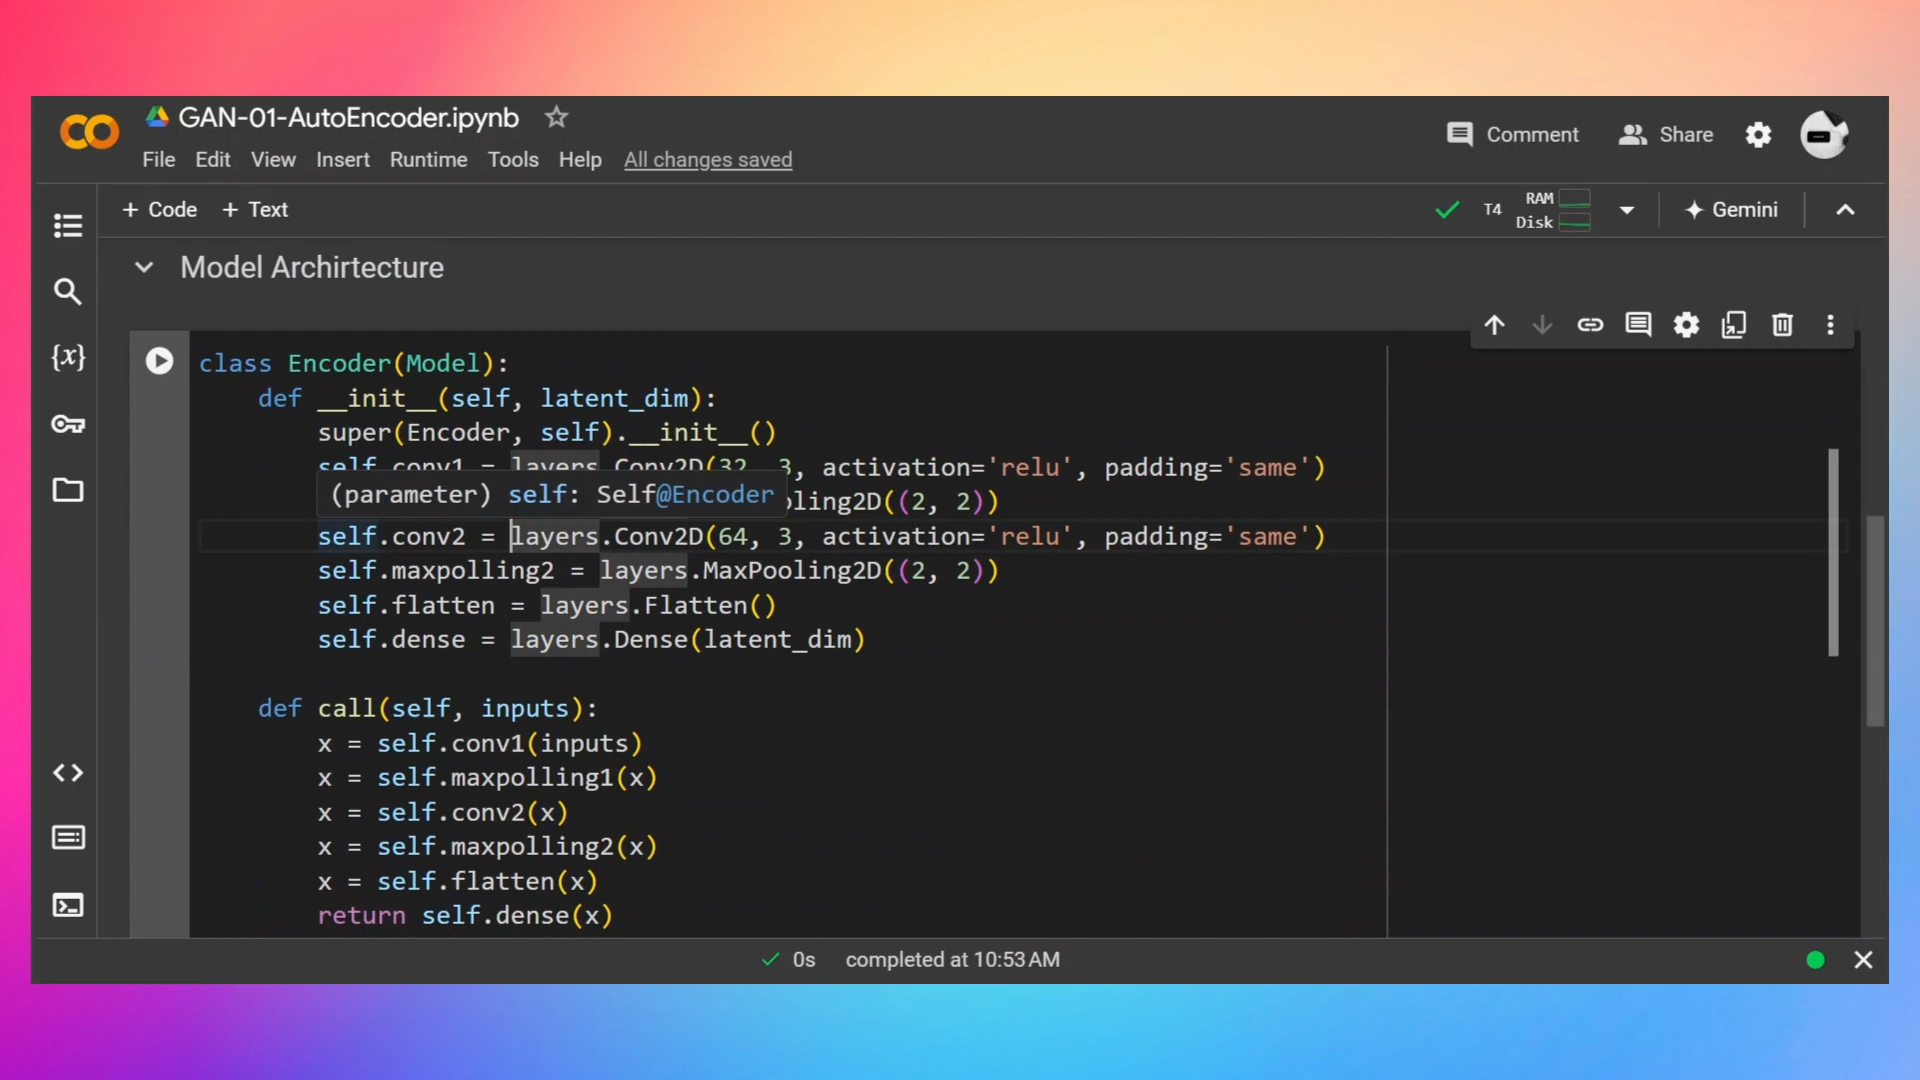 GAN-01-AutoEncoder.ipynb
Comment
Share
File Edit View Insert Runtime Tools Help All changes saved
+ Code + Text
T4
RAM
Disk
Gemini
Model Archirtecture
class Encoder(Model):
def __init__(self, latent_dim):
super(Encoder, self).__init__()
self.conv1 = layers.Conv2D(32, 3, activation='relu', padding='same')
(parameter) self: Self@Encoder
ling2D((2, 2))
self.conv2 = layers.Conv2D(64, 3, activation='relu', padding='same')
self.maxpolling2 = layers.MaxPooling2D((2, 2))
self.flatten = layers.Flatten()
self.dense = layers.Dense(latent_dim)
def call(self, inputs):
x = self.conv1(inputs)
x = self.maxpolling1(x)
x = self.conv2(x)
x = self.maxpolling2(x)
x = self.flatten(x)
return self.dense(x)
0s completed at 10:53 AM
{x}